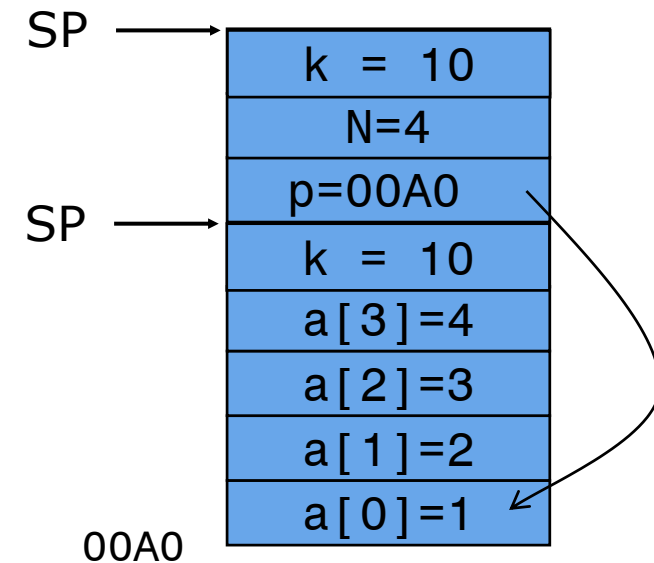 SP
k = 10
N=4
p=00A0
SP
k = 10
a[3]=4
a[2]=3
a[1]=2
a[0]=1
00A0